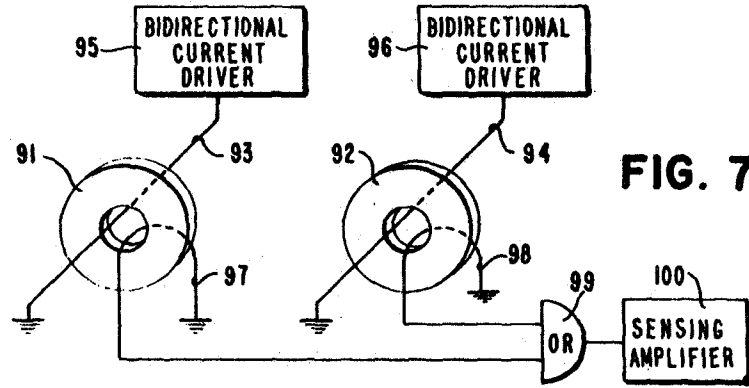 95
BIDIRECTIONAL
CURRENT
DRIVER
96
BIDIRECTIONAL
CURRENT
DRIVER
91
93
92
94
FIG. 7
97
98
99
OR
100
SENSING
AMPLIFIER